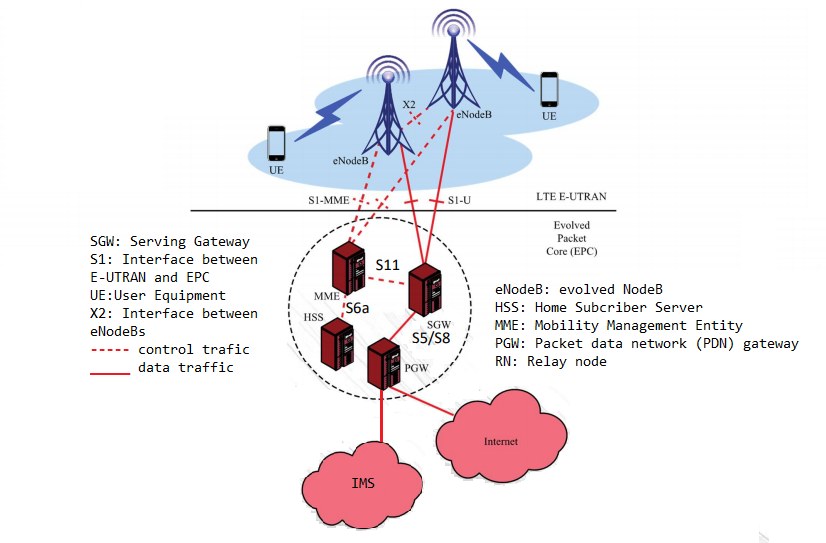 X2
eNodeB
UE
eNodeB
UE
S1-MME
S1-U
LTE E-UTRAN
Evolved
Packet
Core (EPC)
SGW: Serving Gateway
S1: Interface between
E-UTRAN and EPC
UE:User Equipment
X2: Interface between
eNodeBs
control trafic
data traffic
S11
MME
S6a
HSS
SGW
S5/S8
PGW
eNodeB: evolved NodeB
HSS: Home Subcriber Server
MME: Mobility Management Entity
PGW: Packet data network (PDN) gateway
RN: Relay node
Internet
IMS